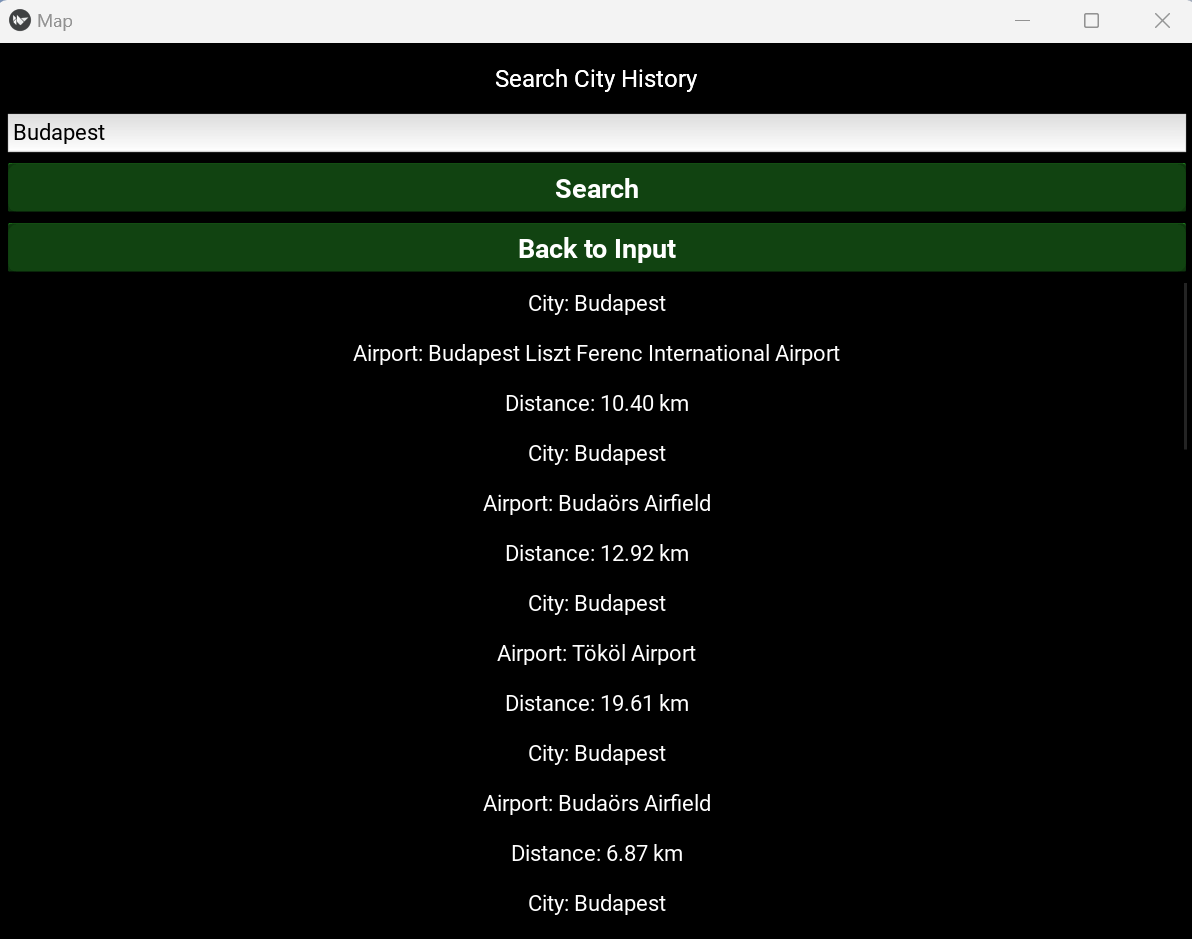 Map
Search City History
Budapest
Search
Back to Input
City: Budapest
Airport: Budapest Liszt Ferenc International Airport
Distance: 10.40 km
City: Budapest
Airport: Budaörs Airfield
Distance: 12.92 km
City: Budapest
Airport: Tököl Airport
Distance: 19.61 km
City: Budapest
Airport: Budaörs Airfield
Distance: 6.87 km
City: Budapest